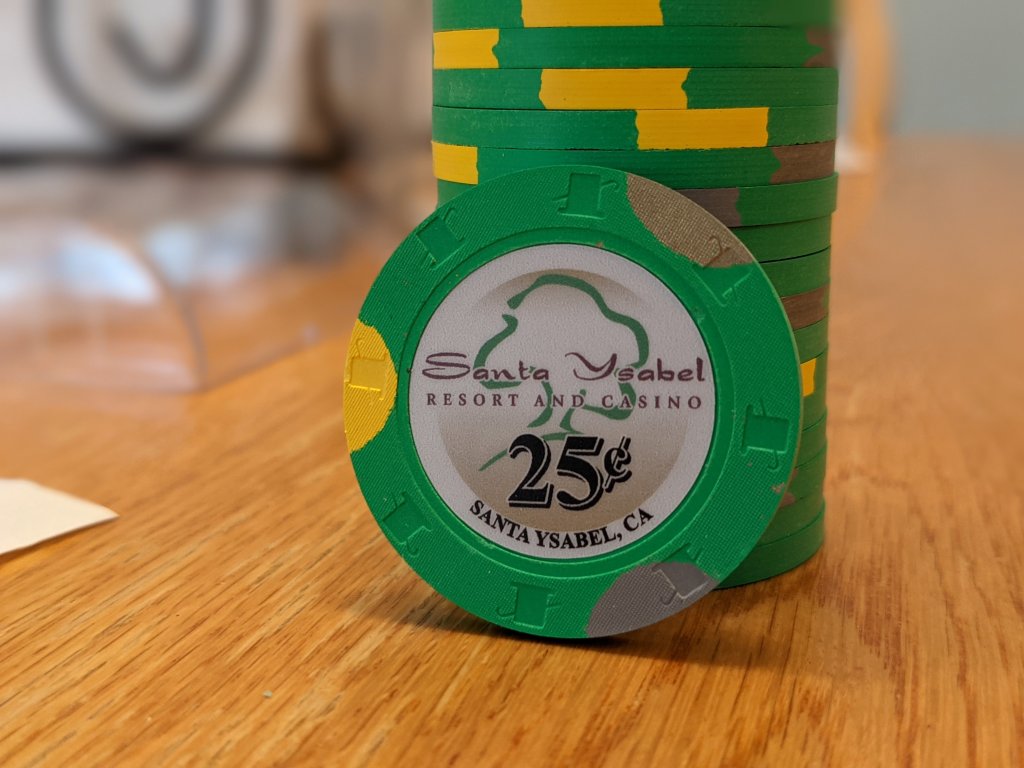 Santa Ysabel
RESORT AND CASINO
25¢
SANTA YSABEL, CA